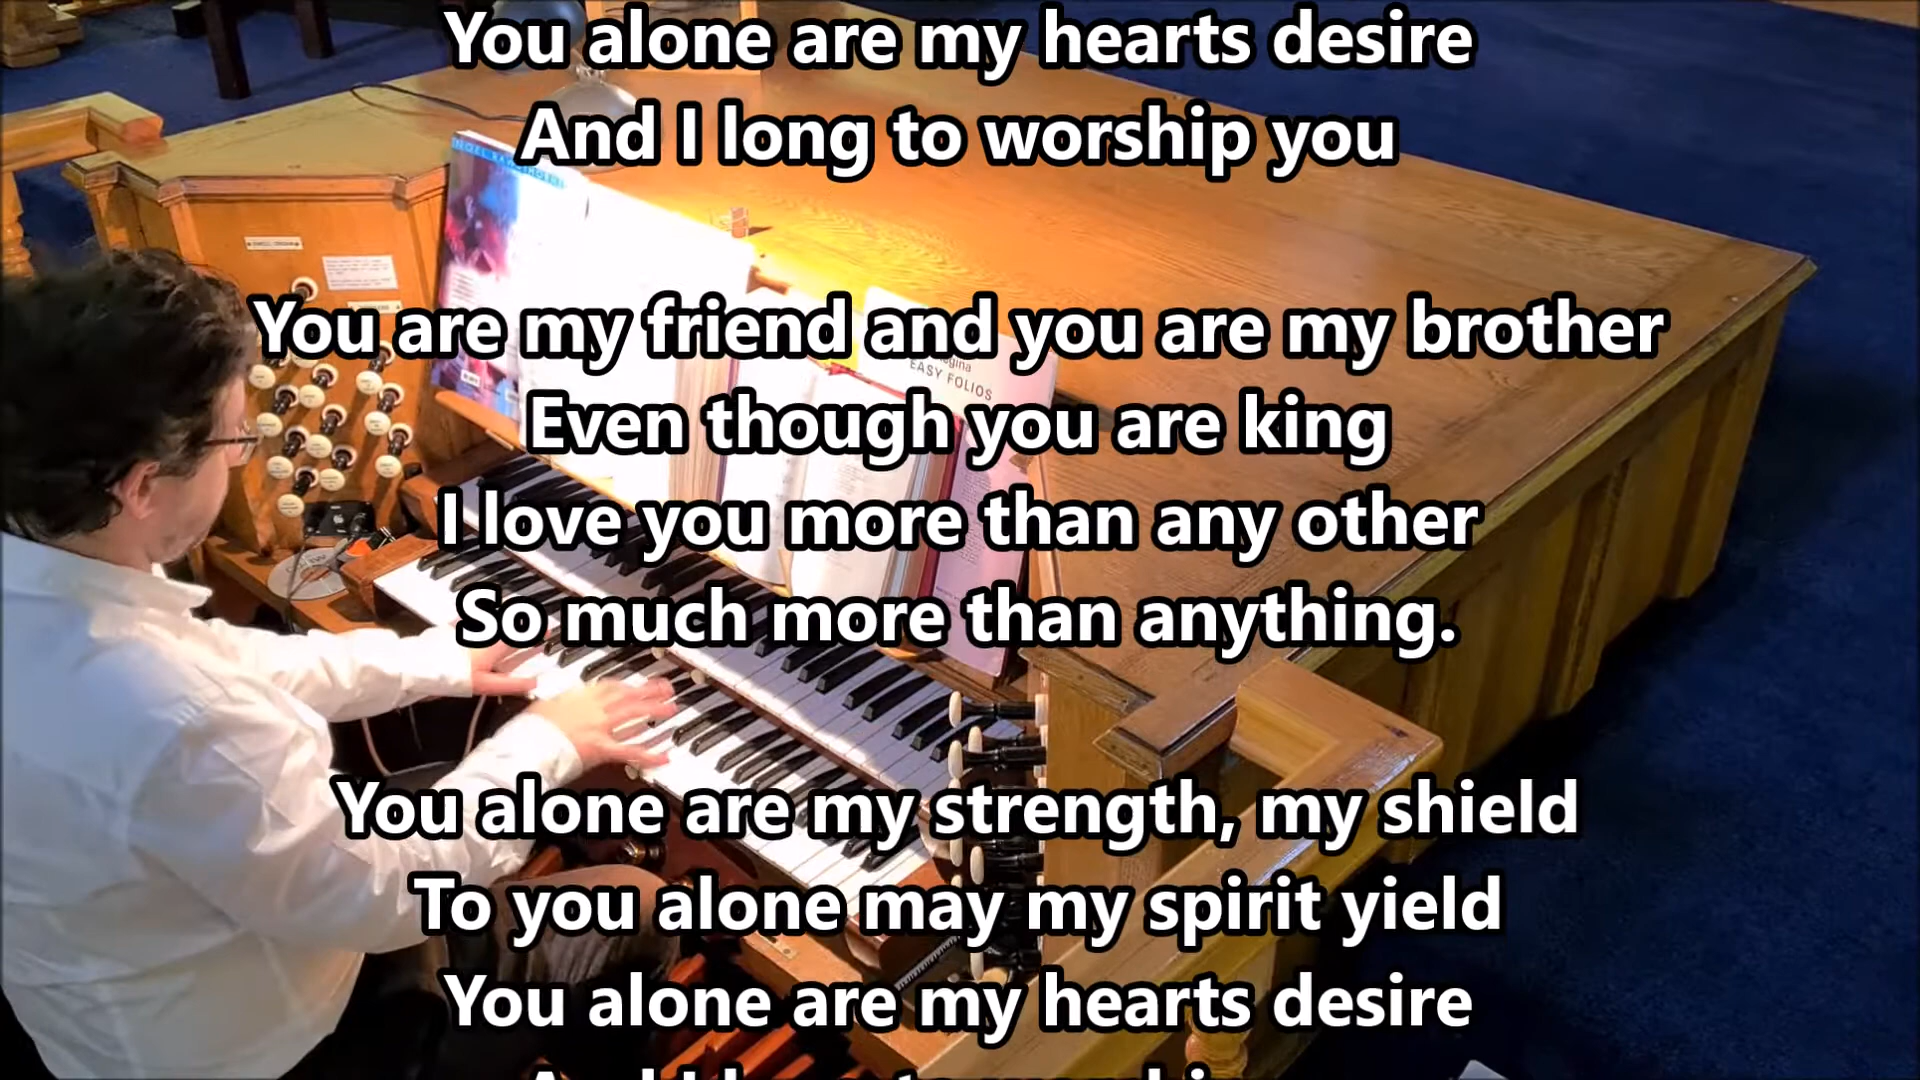 You alone are my hearts desire
And I long to worship you
You are my friend and you are my brother
Even though you are king
I love you more than any other
So much more than anything.
You alone are my strength, my shield
To you alone may my spirit yield
You alone are my hearts desire
EASY FOLIOS